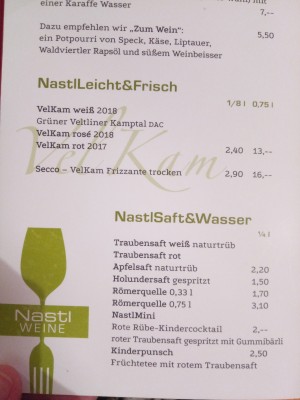 einer Karaffe Wasser 7,--
Dazu empfehlen wir „Zum Wein“: 5,50
ein Potpourri von Speck, Käse, Liptauer,
Waldviertler Rapsöl und süßem Weinbeisser
NastlLeicht&Frisch
1/8 l 0,75 l
VelKam weiß 2018
Grüner Veltliner Kamptal DAC
VelKam rosé 2018
VelKam rot 2017 2,40 13,--
VelKam
Secco – VelKam Frizzante trocken 2,90 16,--
NastlSaft&Wasser
¼ l
Traubensaft weiß naturtrüb
Traubensaft rot
Apfelsaft naturtrüb 2,20
Holundersaft gespritzt 1,50
Römerquelle 0,33 l 1,70
Römerquelle 0,75 l 3,10
NastlMini
Rote Rübe-Kindercocktail 2,--
roter Traubensaft gespritzt mit Gummibärli
Kinderpunsch 2,50
Früchtetee mit rotem Traubensaft
Nastl
WEINE